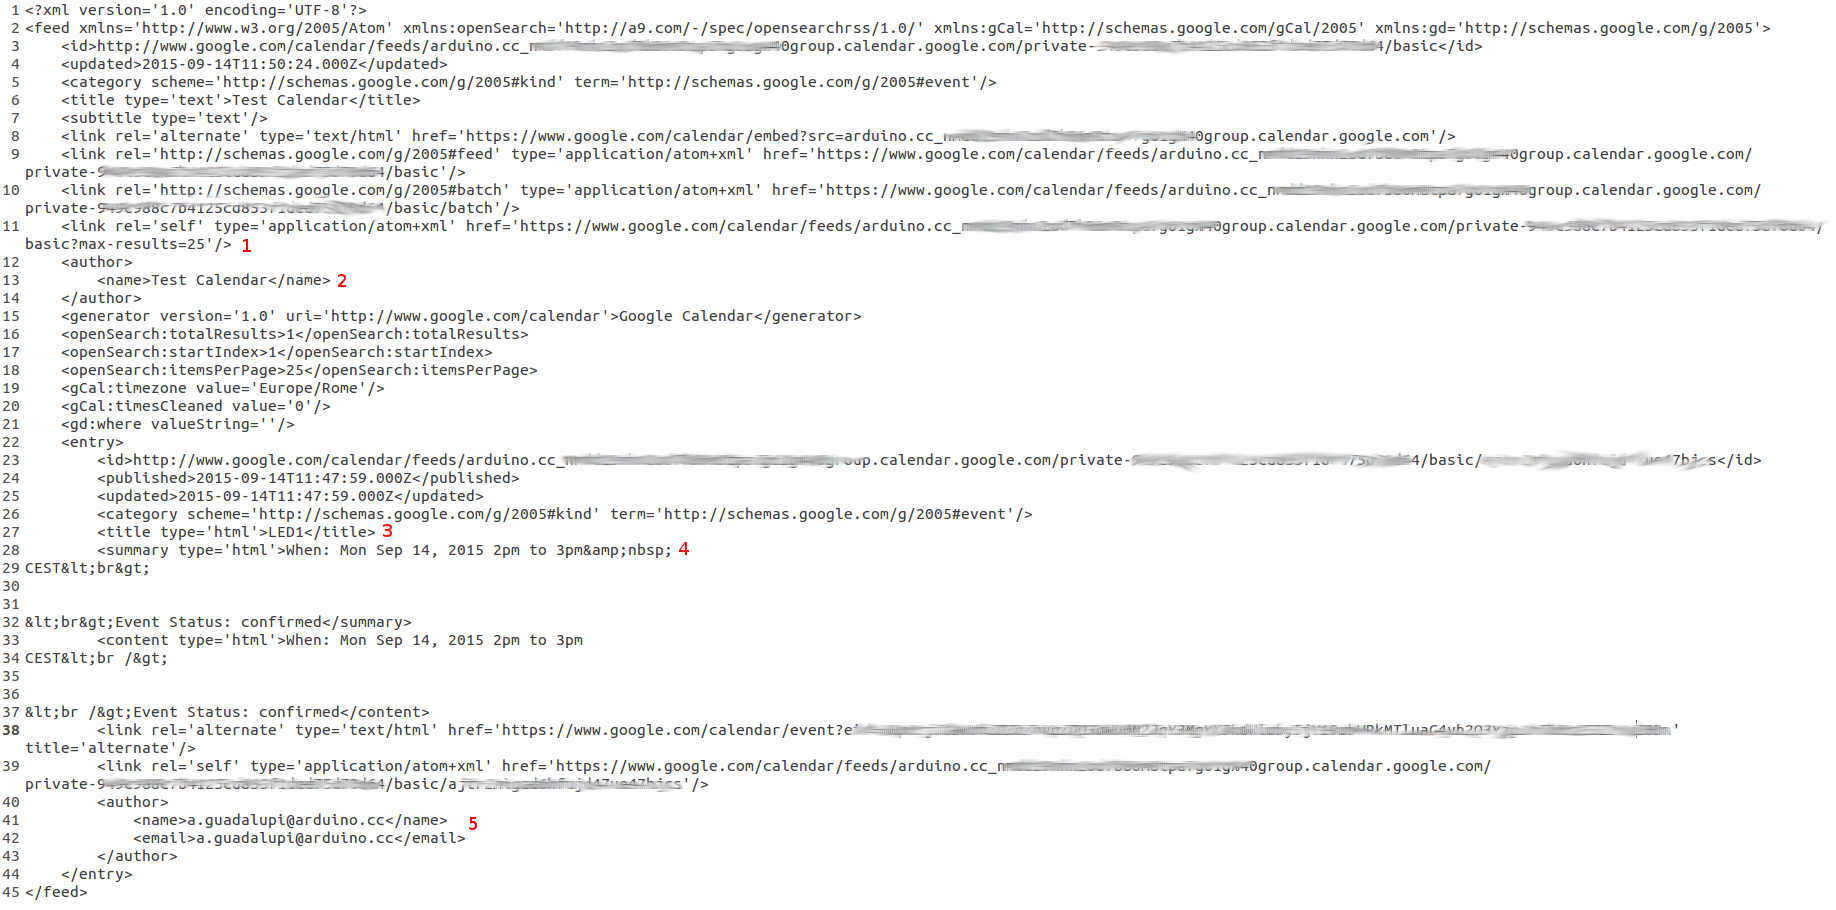 1 <?xml version='1.0' encoding='UTF-8'?>
2 <feed xmlns='http://www.w3.org/2005/Atom' xmlns:openSearch='http://a9.com/-/spec/opensearchrss/1.0/' xmlns:gCal='http://schemas.google.com/gCal/2005' xmlns:gd='http://schemas.google.com/g/2005'>
3 <id>http://www.google.com/calendar/feeds/arduino.cc_ 0group.calendar.google.com/private- 4/basic</id>
4 <updated>2015-09-14T11:50:24.000Z</updated>
5 <category scheme='http://schemas.google.com/g/2005#kind' term='http://schemas.google.com/g/2005#event'/>
6 <title type='text'>Test Calendar</title>
7 <subtitle type='text'/>
8 <link rel='alternate' type='text/html' href='https://www.google.com/calendar/embed?src=arduino.cc_ 0group.calendar.google.com'/>
9 <link rel='http://schemas.google.com/g/2005#feed' type='application/atom+xml' href='https://www.google.com/calendar/feeds/arduino.cc_ 0group.calendar.google.com/
private- /basic'/>
10 <link rel='http://schemas.google.com/g/2005#batch' type='application/atom+xml' href='https://www.google.com/calendar/feeds/arduino.cc_ group.calendar.google.com/
private- /basic/batch'/>
11 <link rel='self' type='application/atom+xml' href='https://www.google.com/calendar/feeds/arduino.cc_ 0group.calendar.google.com/private- /
basic?max-results=25'/> 1
12 <author>
13 <name>Test Calendar</name> 2
14 </author>
15 <generator version='1.0' uri='http://www.google.com/calendar'>Google Calendar</generator>
16 <openSearch:totalResults>1</openSearch:totalResults>
17 <openSearch:startIndex>1</openSearch:startIndex>
18 <openSearch:itemsPerPage>25</openSearch:itemsPerPage>
19 <gCal:timezone value='Europe/Rome'/>
20 <gCal:timesCleaned value='0'/>
21 <gd:where valueString=''/>
22 <entry>
23 <id>http://www.google.com/calendar/feeds/arduino.cc_ p.calendar.google.com/private- 4/basic/ </id>
24 <published>2015-09-14T11:47:59.000Z</published>
25 <updated>2015-09-14T11:47:59.000Z</updated>
26 <category scheme='http://schemas.google.com/g/2005#kind' term='http://schemas.google.com/g/2005#event'/>
27 <title type='html'>LED1</title> 3
28 <summary type='html'>When: Mon Sep 14, 2015 2pm to 3pm&amp;nbsp; 4
29 CEST&lt;br&gt;
30
31
32 &lt;br&gt;Event Status: confirmed</summary>
33 <content type='html'>When: Mon Sep 14, 2015 2pm to 3pm
34 CEST&lt;br /&gt;
35
36
37 &lt;br /&gt;Event Status: confirmed</content>
38 <link rel='alternate' type='text/html' href='https://www.google.com/calendar/event?e '
title='alternate'/>
39 <link rel='self' type='application/atom+xml' href='https://www.google.com/calendar/feeds/arduino.cc_ 0group.calendar.google.com/
private- /basic/ '/>
40 <author>
41 <name>a.guadalupi@arduino.cc</name> 5
42 <email>a.guadalupi@arduino.cc</email>
43 </author>
44 </entry>
45 </feed>